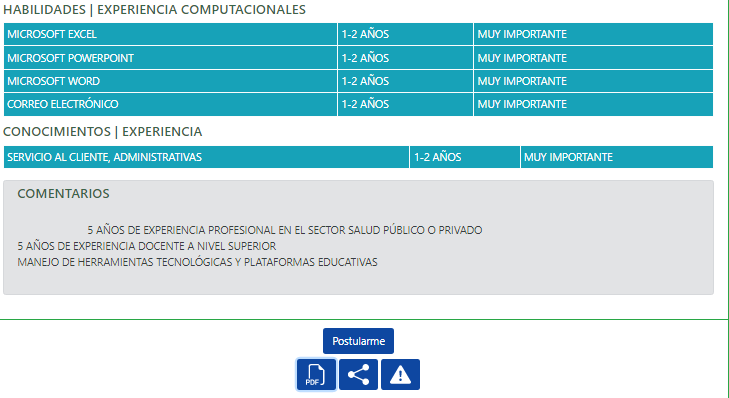 HABILIDADES | EXPERIENCIA COMPUTACIONALES
MICROSOFT EXCEL 1-2 AÑOS MUY IMPORTANTE
MICROSOFT POWERPOINT 1-2 AÑOS MUY IMPORTANTE
MICROSOFT WORD 1-2 AÑOS MUY IMPORTANTE
CORREO ELECTRÓNICO 1-2 AÑOS MUY IMPORTANTE
CONOCIMIENTOS | EXPERIENCIA
SERVICIO AL CLIENTE, ADMINISTRATIVAS 1-2 AÑOS MUY IMPORTANTE
COMENTARIOS
5 AÑOS DE EXPERIENCIA PROFESIONAL EN EL SECTOR SALUD PÚBLICO O PRIVADO
5 AÑOS DE EXPERIENCIA DOCENTE A NIVEL SUPERIOR
MANEJO DE HERRAMIENTAS TECNOLÓGICAS Y PLATAFORMAS EDUCATIVAS
Postularme
PDF